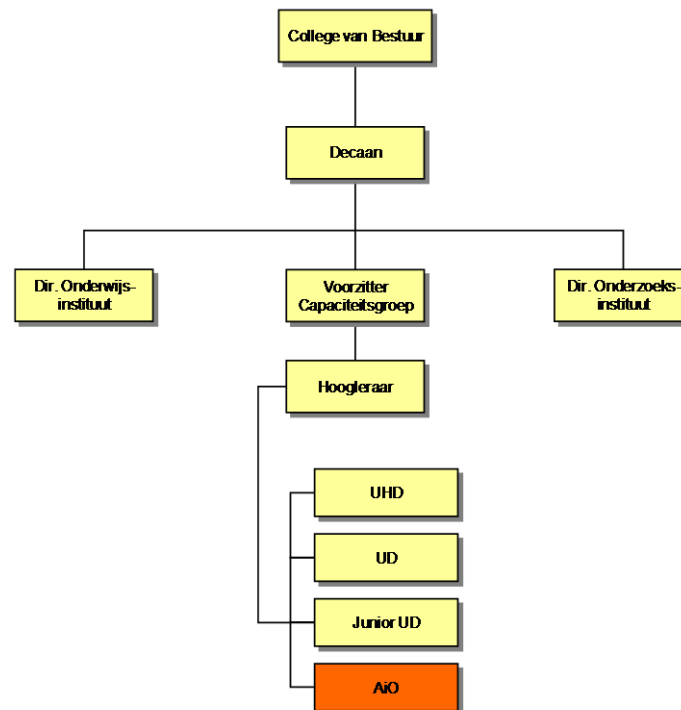 College van Bestuur
Decaan
Dir. Onderwijs-
instituut
Voorzitter
Capaciteitsgroep
Dir. Onderzoeks-
instituut
Hoogleraar
UHD
UD
Junior UD
AiO